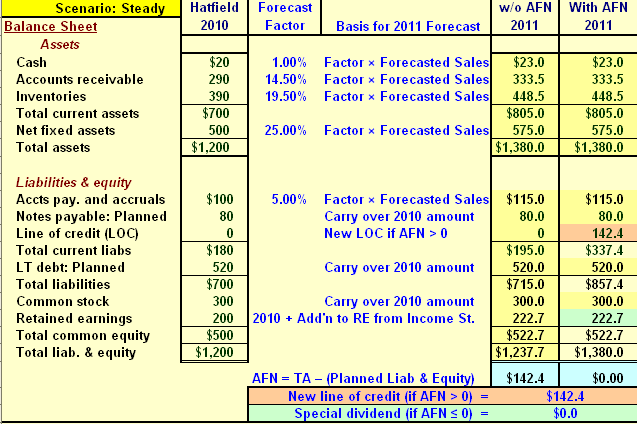 Scenario: Steady Hatfield Forecast w/o AFN With AFN
Balance Sheet 2010 Factor Basis for 2011 Forecast 2011 2011
Assets
Cash $20 1.00% Factor × Forecasted Sales $23.0 $23.0
Accounts receivable 290 14.50% Factor × Forecasted Sales 333.5 333.5
Inventories 390 19.50% Factor × Forecasted Sales 448.5 448.5
Total current assets $700 $805.0 $805.0
Net fixed assets 500 25.00% Factor × Forecasted Sales 575.0 575.0
Total assets $1,200 $1,380.0 $1,380.0
Liabilities & equity
Accts pay. and accruals $100 5.00% Factor × Forecasted Sales $115.0 $115.0
Notes payable: Planned 80 Carry over 2010 amount 80.0 80.0
Line of credit (LOC) 0 New LOC if AFN > 0 0 142.4
Total current liabs $180 $195.0 $337.4
LT debt: Planned 520 Carry over 2010 amount 520.0 520.0
Total liabilities $700 $715.0 $857.4
Common stock 300 Carry over 2010 amount 300.0 300.0
Retained earnings 200 2010 + Add'n to RE from Income St. 222.7 222.7
Total common equity $500 $522.7 $522.7
Total liab. & equity $1,200 $1,237.7 $1,380.0
AFN = TA – (Planned Liab & Equity) $142.4 $0.00
New line of credit (if AFN > 0) = $142.4
Special dividend (if AFN ≤ 0) = $0.0